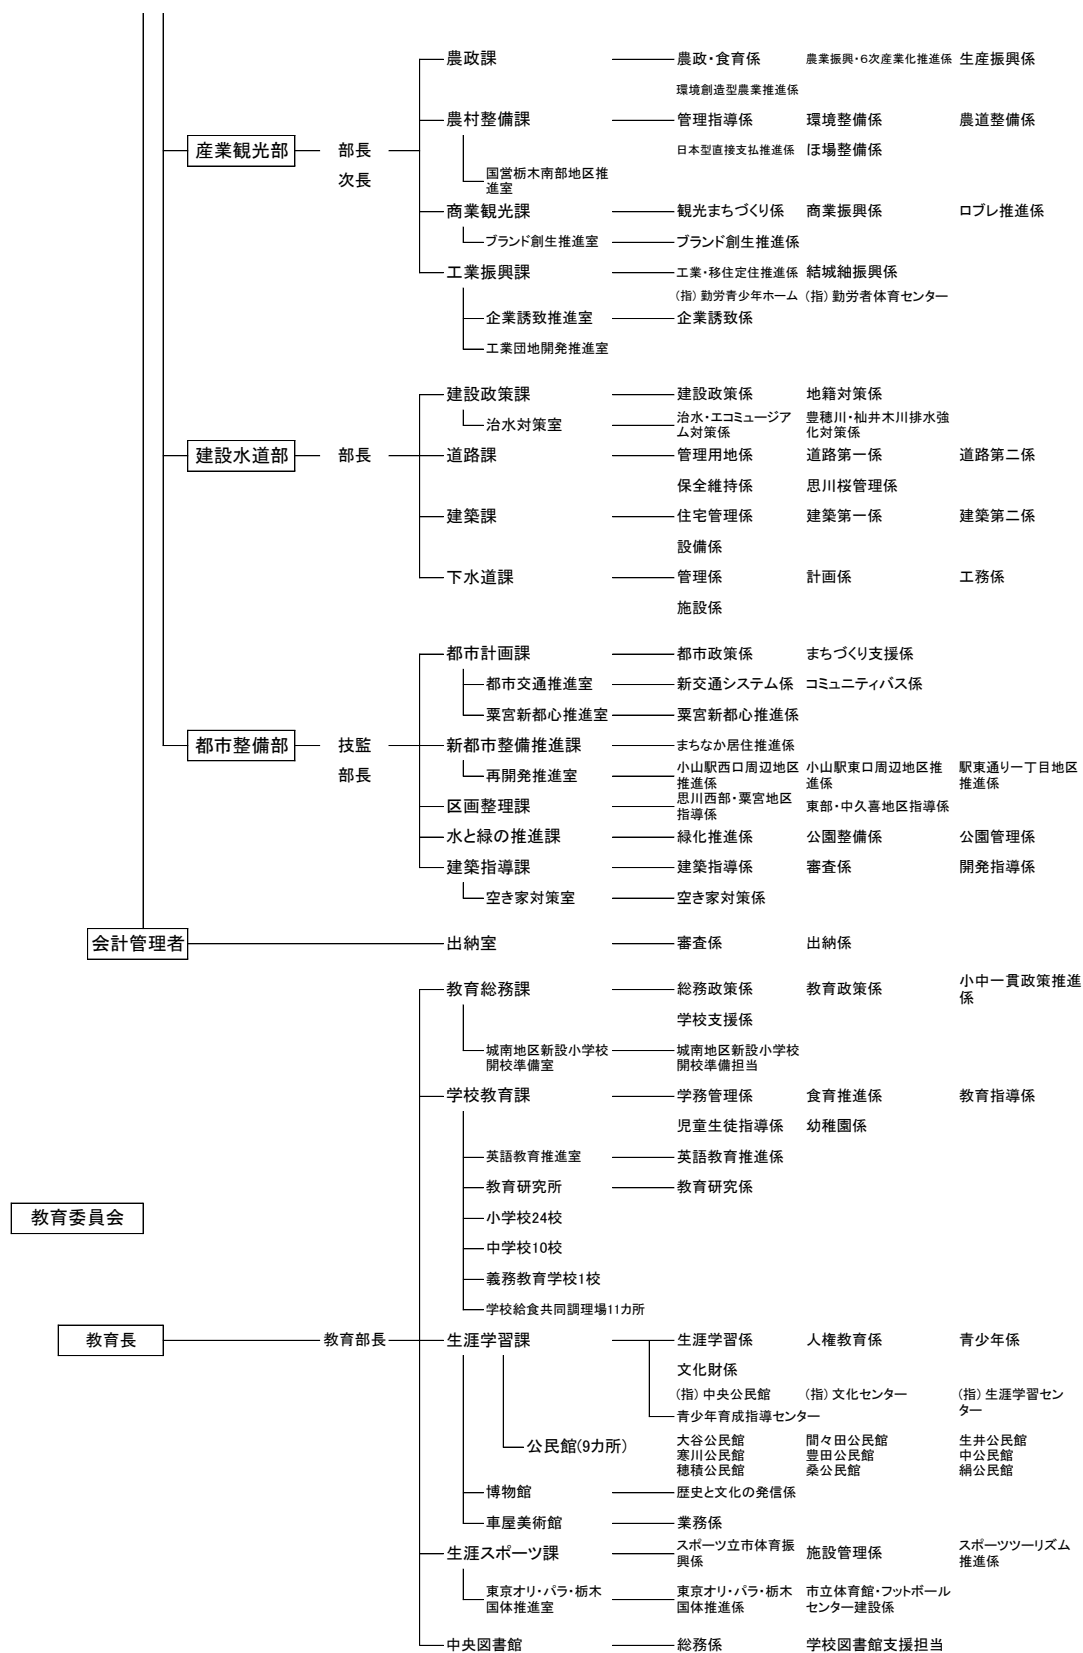 農政課 農政・食育係 農業振興・6次産業化推進係 生産振興係
環境創造型農業推進係
農村整備課 管理指導係 環境整備係 農道整備係
産業観光部 部長 日本型直接支払推進係 ほ場整備係
次長 国営栃木南部地区推
進室
商業観光課 観光まちづくり係 商業振興係 ロブレ推進係
ブランド創生推進室 ブランド創生推進係
工業振興課 工業・移住定住推進係 結城紬振興係
(指) 勤労青少年ホーム (指) 勤労者体育センター
企業誘致推進室 企業誘致係
工業団地開発推進室
建設政策課 建設政策係 地籍対策係
治水対策室 治水・エコミュージア
ム対策係 豊穂川・杣井木川排水強
化対策係
建設水道部 部長 道路課 管理用地係 道路第一係 道路第二係
保全維持係 思川桜管理係
建築課 住宅管理係 建築第一係 建築第二係
設備係
下水道課 管理係 計画係 工務係
施設係
都市計画課 都市政策係 まちづくり支援係
都市交通推進室 新交通システム係 コミュニティバス係
粟宮新都心推進室 粟宮新都心推進係
都市整備部 技監 新都市整備推進課 まちなか居住推進係
部長 再開発推進室 小山駅西口周辺地区
推進係 小山駅東口周辺地区推
進係 駅東通り一丁目地区
推進係
区画整理課 思川西部・粟宮地区
指導係 東部・中久喜地区指導係
水と緑の推進課 緑化推進係 公園整備係 公園管理係
建築指導課 建築指導係 審査係 開発指導係
空き家対策室 空き家対策係
会計管理者 出納室 審査係 出納係
教育総務課 総務政策係 教育政策係 小中一貫政策推進
係
学校支援係
城南地区新設小学校
開校準備室 城南地区新設小学校
開校準備担当
学校教育課 学務管理係 食育推進係 教育指導係
児童生徒指導係 幼稚園係
英語教育推進室 英語教育推進係
教育研究所 教育研究係
教育委員会 小学校24校
中学校10校
義務教育学校1校
学校給食共同調理場11カ所
教育長 教育部長 生涯学習課 生涯学習係 人権教育係 青少年係
文化財係
(指) 中央公民館 (指) 文化センター (指) 生涯学習セン
ター
青少年育成指導センター
公民館(9カ所) 大谷公民館 間々田公民館 生井公民館
寒川公民館 豊田公民館 中公民館
穂積公民館 桑公民館 絹公民館
博物館 歴史と文化の発信係
車屋美術館 業務係
生涯スポーツ課 スポーツ立市体育振
興係 施設管理係 スポーツツーリズム
推進係
東京オリ・パラ・栃木
国体推進室 東京オリ・パラ・栃木
国体推進係 市立体育館・フットボール
センター建設係
中央図書館 総務係 学校図書館支援担当